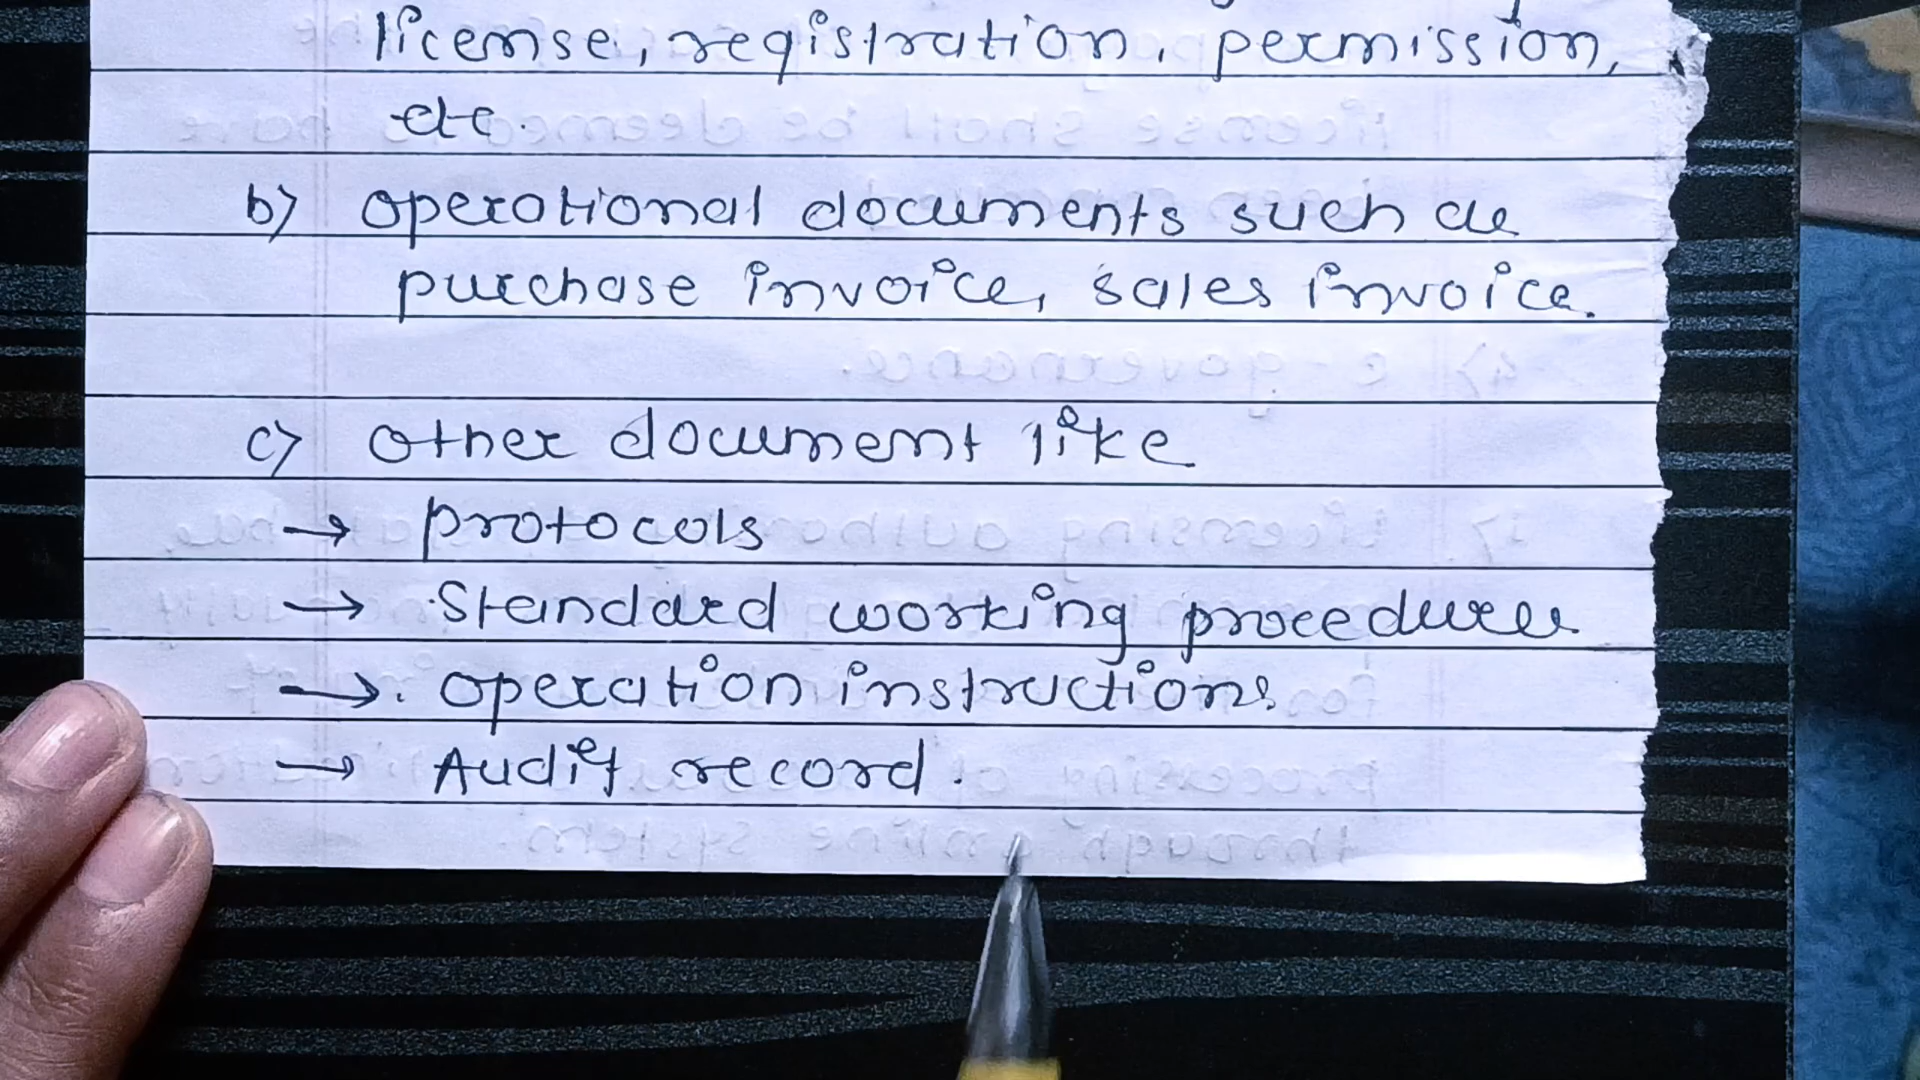 license, registration, permission,
etc.
b) operational documents such as
purchase invoice, sales invoice.
c) other document like
→ protocols
→ Standard working procedures
→ operation instructions
→ Audit record.